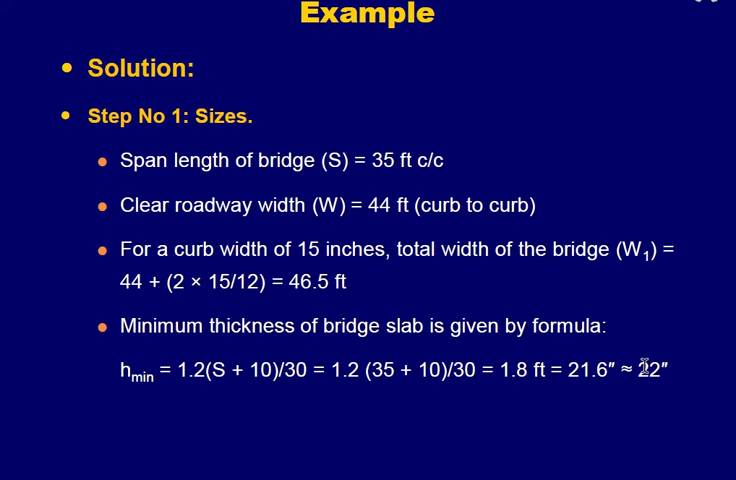 Example
• Solution:
• Step No 1: Sizes.
• Span length of bridge (S) = 35 ft c/c
• Clear roadway width (W) = 44 ft (curb to curb)
• For a curb width of 15 inches, total width of the bridge (W₁) =
44 + (2 × 15/12) = 46.5 ft
• Minimum thickness of bridge slab is given by formula:
hmin = 1.2(S + 10)/30 = 1.2 (35 + 10)/30 = 1.8 ft = 21.6″ ≈ 22″